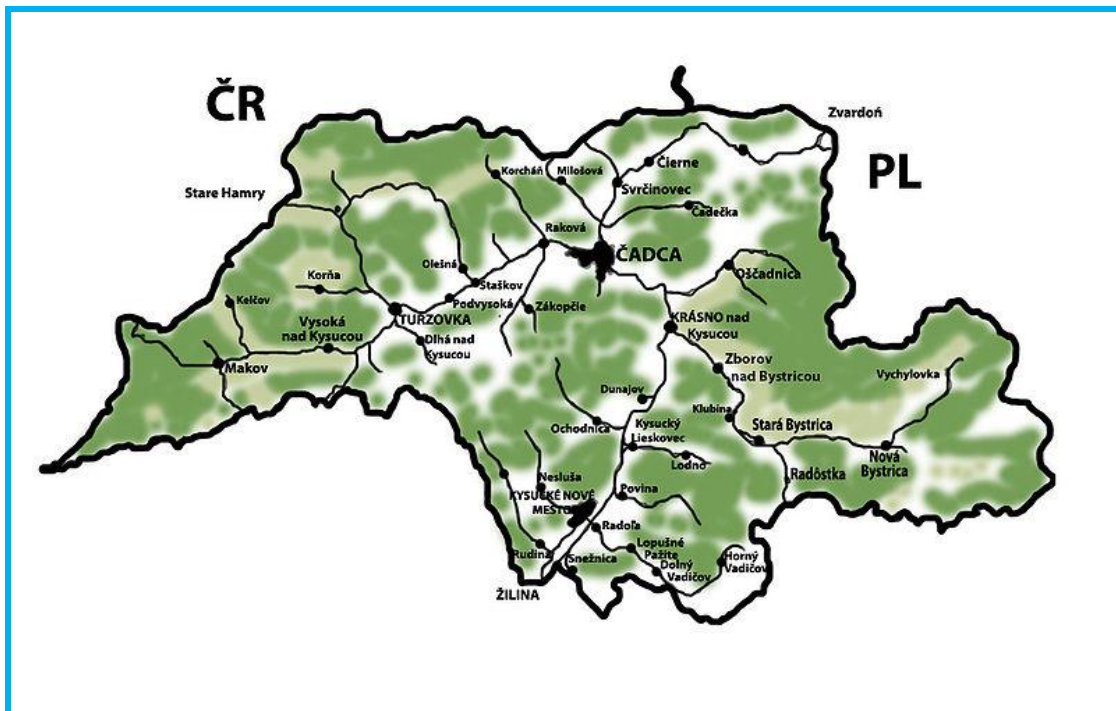 ČR
Zvardoň
PL
Korcháň
Milošová
Čierne
Svrčinovec
Stare Hamry
Čadečka
Raková
ČADCA
Olešná
Oščadnica
Korňa
Staškov
Kelčov
Podvysoká
Zákopčie
TURZOVKA
Vysoká
nad Kysucou
KRÁSNO nad
Kysucou
Dlhá nad
Kysucou
Makov
Zborov
nad Bystricou
Vychylovka
Dunajov
Klubina
Ochodnica
Kysucký
Lieskovec
Stará Bystrica
Nová
Bystrica
Lodno
Radôstka
Nesluša
KYSUCKÉ NOVÉ
MESTO
Povina
Radoľa
Rudina
Snežnica
Lopušné
Pažite
Dolný
Vadičov
Horný
Vadičov
ŽILINA